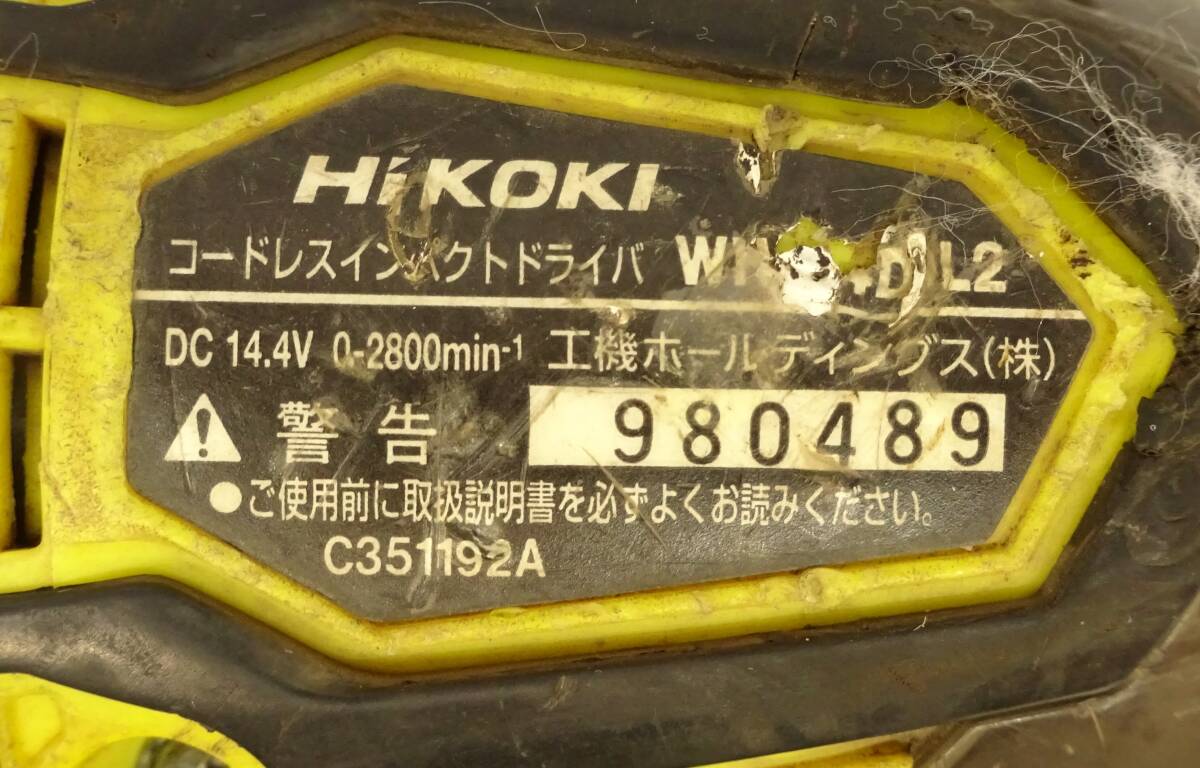 HiKOKI
コードレスインパクトドライバ
DC 14.4V 0-2800min-¹ 工機ホールディングス(株)
警告 980489
●ご使用前に取扱説明書を必ずよくお読みください。
C351192A